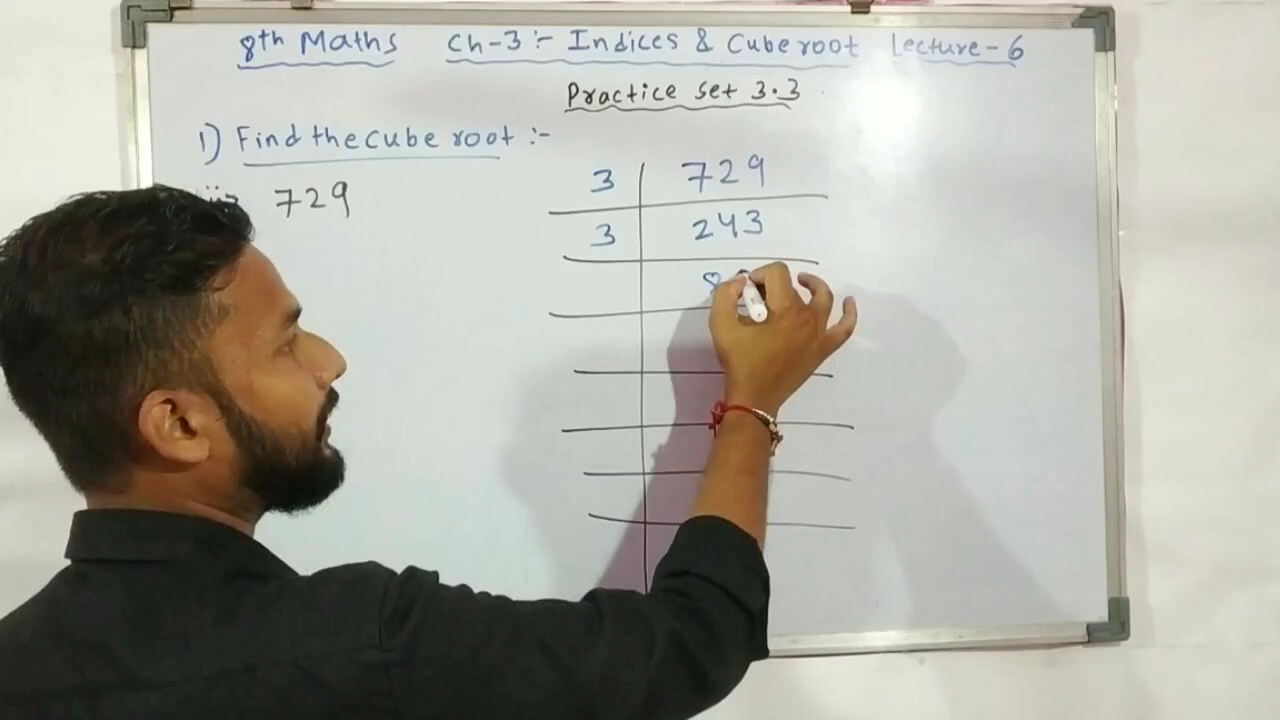 8th Maths Ch-3 :- Indices & Cube root Lecture - 6
Practice Set 3.3
1) Find the cube root :-
729
3 729
3 243
8